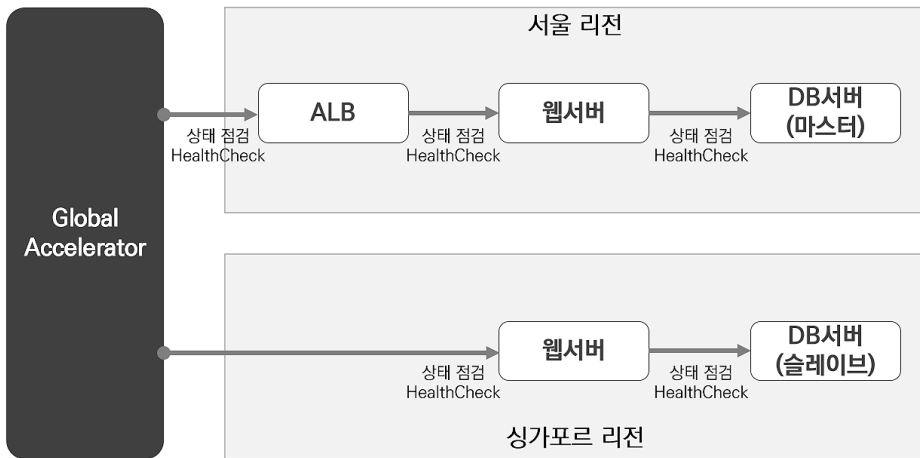 서울 리전
ALB
웹서버
DB서버
(마스터)
상태 점검
HealthCheck
상태 점검
HealthCheck
상태 점검
HealthCheck
Global
Accelerator
웹서버
DB서버
(슬레이브)
상태 점검
HealthCheck
상태 점검
HealthCheck
싱가포르 리전